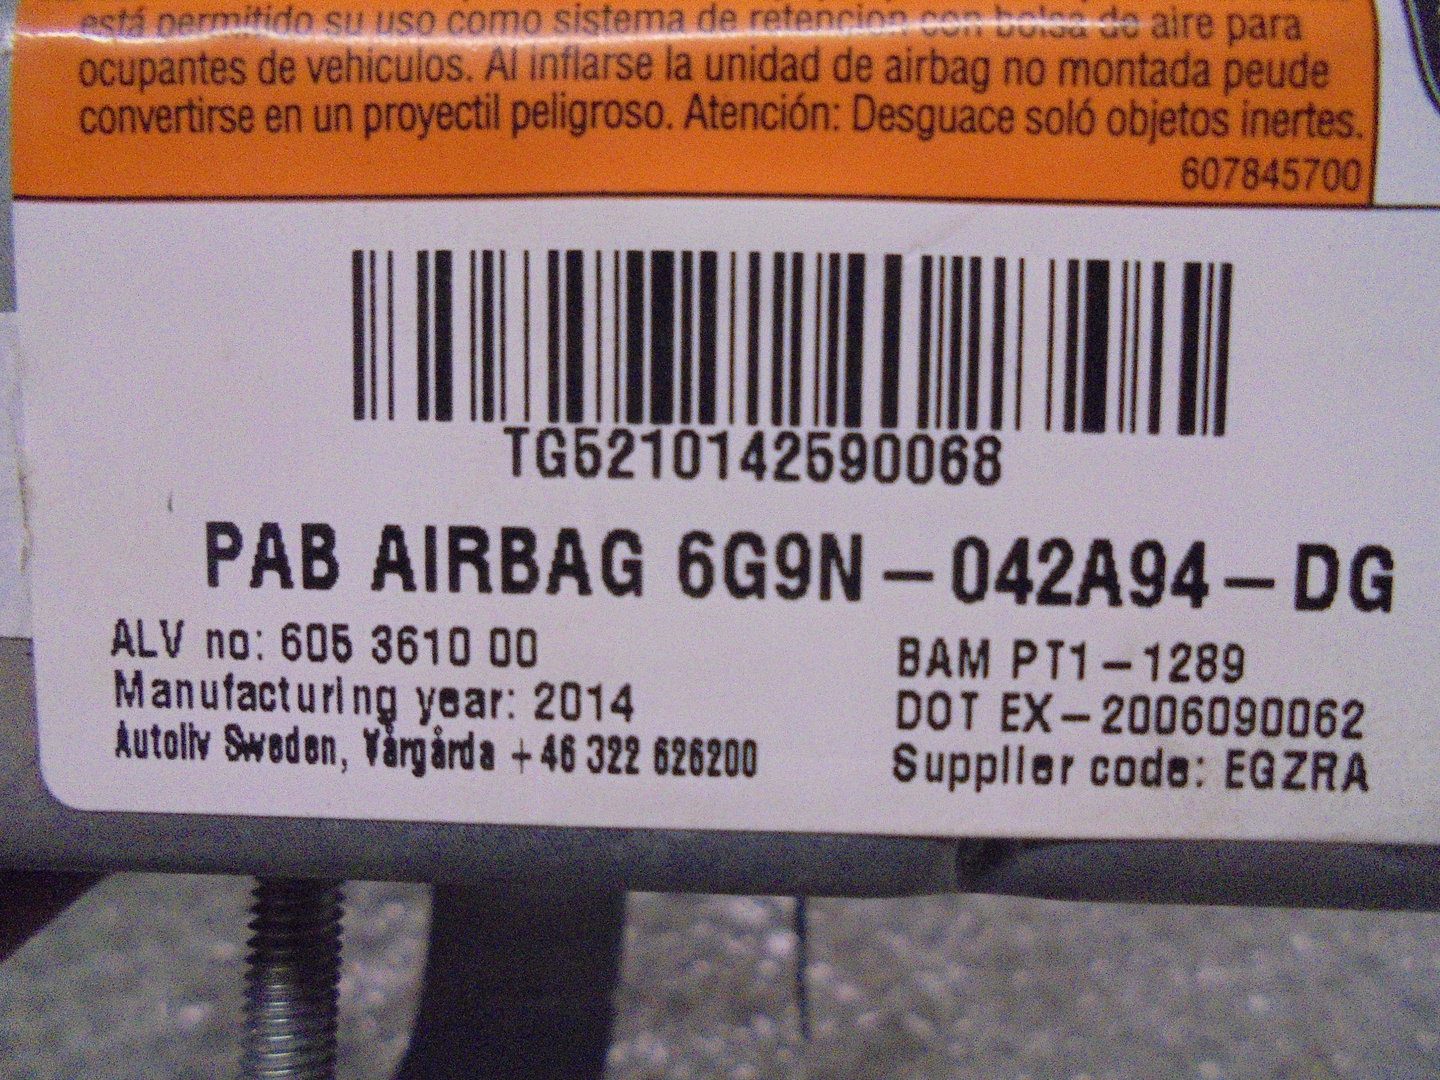 está permitido su uso como sistema de retencion con bolsa de aire para
ocupantes de vehiculos. Al inflarse la unidad de airbag no montada peude
convertirse en un proyectil peligroso. Atención: Desguace soló objetos inertes.
607845700
TG5210142590068
PAB AIRBAG 6G9N-042A94-DG
ALV no: 605 3610 00
BAM PT1-1289
Manufacturing year: 2014
DOT EX-2006090062
Autoliv Sweden, Vårgårda +46 322 626200
Supplier code: EGZRA